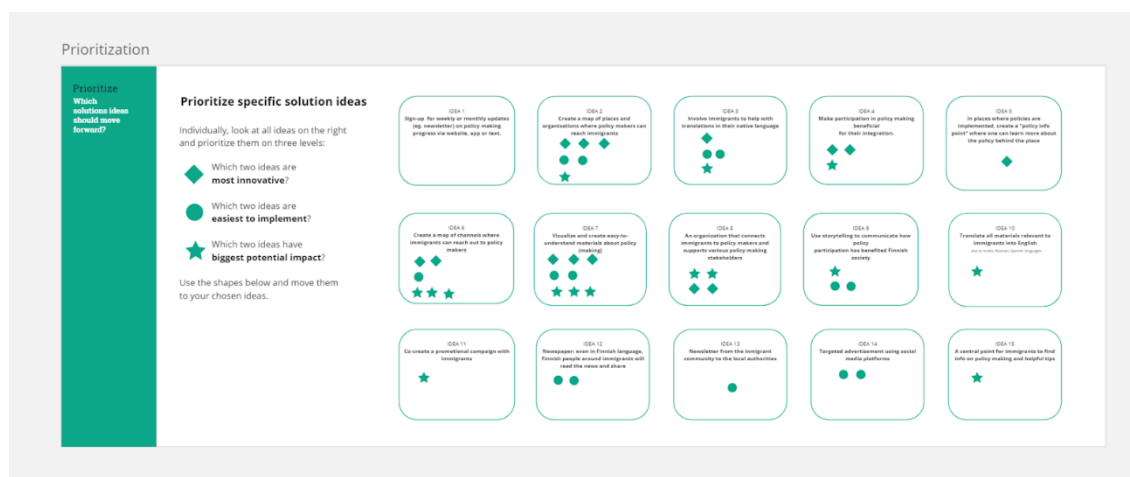 Prioritization
Prioritize
Which
solutions ideas
should move
forward?
Prioritize specific solution ideas
Individually, look at all ideas on the right
and prioritize them on three levels:
Which two ideas are
most innovative?
Which two ideas are
easiest to implement?
Which two ideas have
biggest potential impact?
Use the shapes below and move them
to your chosen ideas.
IDEA 1
Sign-up for weekly or monthly updates
(eg. newsletter) on policy making
progress via website, app or text.
IDEA 2
Create a map of places and
organisations where policy makers can
reach immigrants
IDEA 3
Involve immigrants to help with
translations in their native language
IDEA 4
Make participation in policy making
beneficial
for their integration.
IDEA 5
In places where policies are
implemented, create a "policy info
point" where one can learn more about
the policy behind the place
IDEA 6
Create a map of channels where
immigrants can reach out to policy
makers
IDEA 7
Visualize and create easy-to-
understand materials about policy
(making)
IDEA 8
An organization that connects
immigrants to policy makers and
supports various policy making
stakeholders
IDEA 9
Use storytelling to communicate how
policy
participation has benefited Finnish
society
IDEA 10
Translate all materials relevant to
immigrants into English
IDEA 11
Co-create a promotional campaign with
immigrants
IDEA 12
Newspaper: even in Finnish language,
Finnish people around immigrants will
read the news and share
IDEA 13
Newsletter from the immigrant
community to the local authorities
IDEA 14
Targeted advertisement using social
media platforms
IDEA 15
A central point for immigrants to find
info on policy making and helpful tips